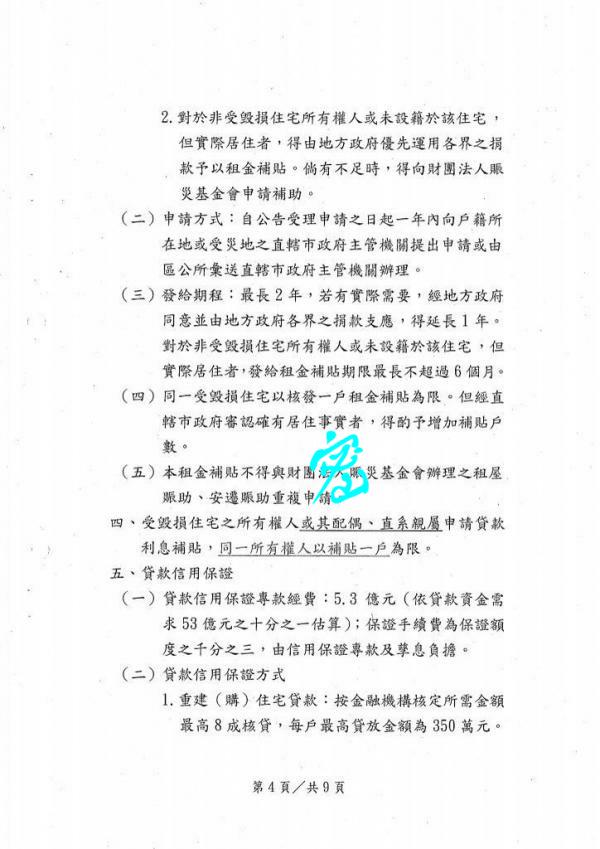 2.對於非受毀損住宅所有權人或未設籍於該住宅，
但實際居住者，得由地方政府優先運用各界之捐
款予以租金補貼。倘有不足時，得向財團法人賑
災基金會申請補助。
（二）申請方式：自公告受理申請之日起一年內向戶籍所
在地或受災地之直轄市政府主管機關提出申請或由
區公所彙送直轄市政府主管機關辦理。
（三）發給期程：最長2年，若有實際需要，經地方政府
同意並由地方政府各界之捐款支應，得延長1年。
對於非受毀損住宅所有權人或未設籍於該住宅，但
實際居住者，發給租金補貼期限最長不超過6個月。
（四）同一受毀損住宅以核發一戶租金補貼為限。但經直
轄市政府審認確有居住事實者，得酌予增加補貼戶
數。
（五）本租金補貼不得與財團法人賑災基金會辦理之租屋
賑助、安遷賑助重複申請
四、受毀損住宅之所有權人或其配偶、直系親屬申請貸款
利息補貼，同一所有權人以補貼一戶為限。
五、貸款信用保證
（一）貸款信用保證專款經費：5.3億元（依貸款資金需
求53億元之十分之一估算）；保證手續費為保證額
度之千分之三，由信用保證專款及孳息負擔。
（二）貸款信用保證方式
1.重建（購）住宅貸款：按金融機構核定所需金額
最高8成核貸，每戶最高貸放金額為350萬元。
第4頁／共9頁